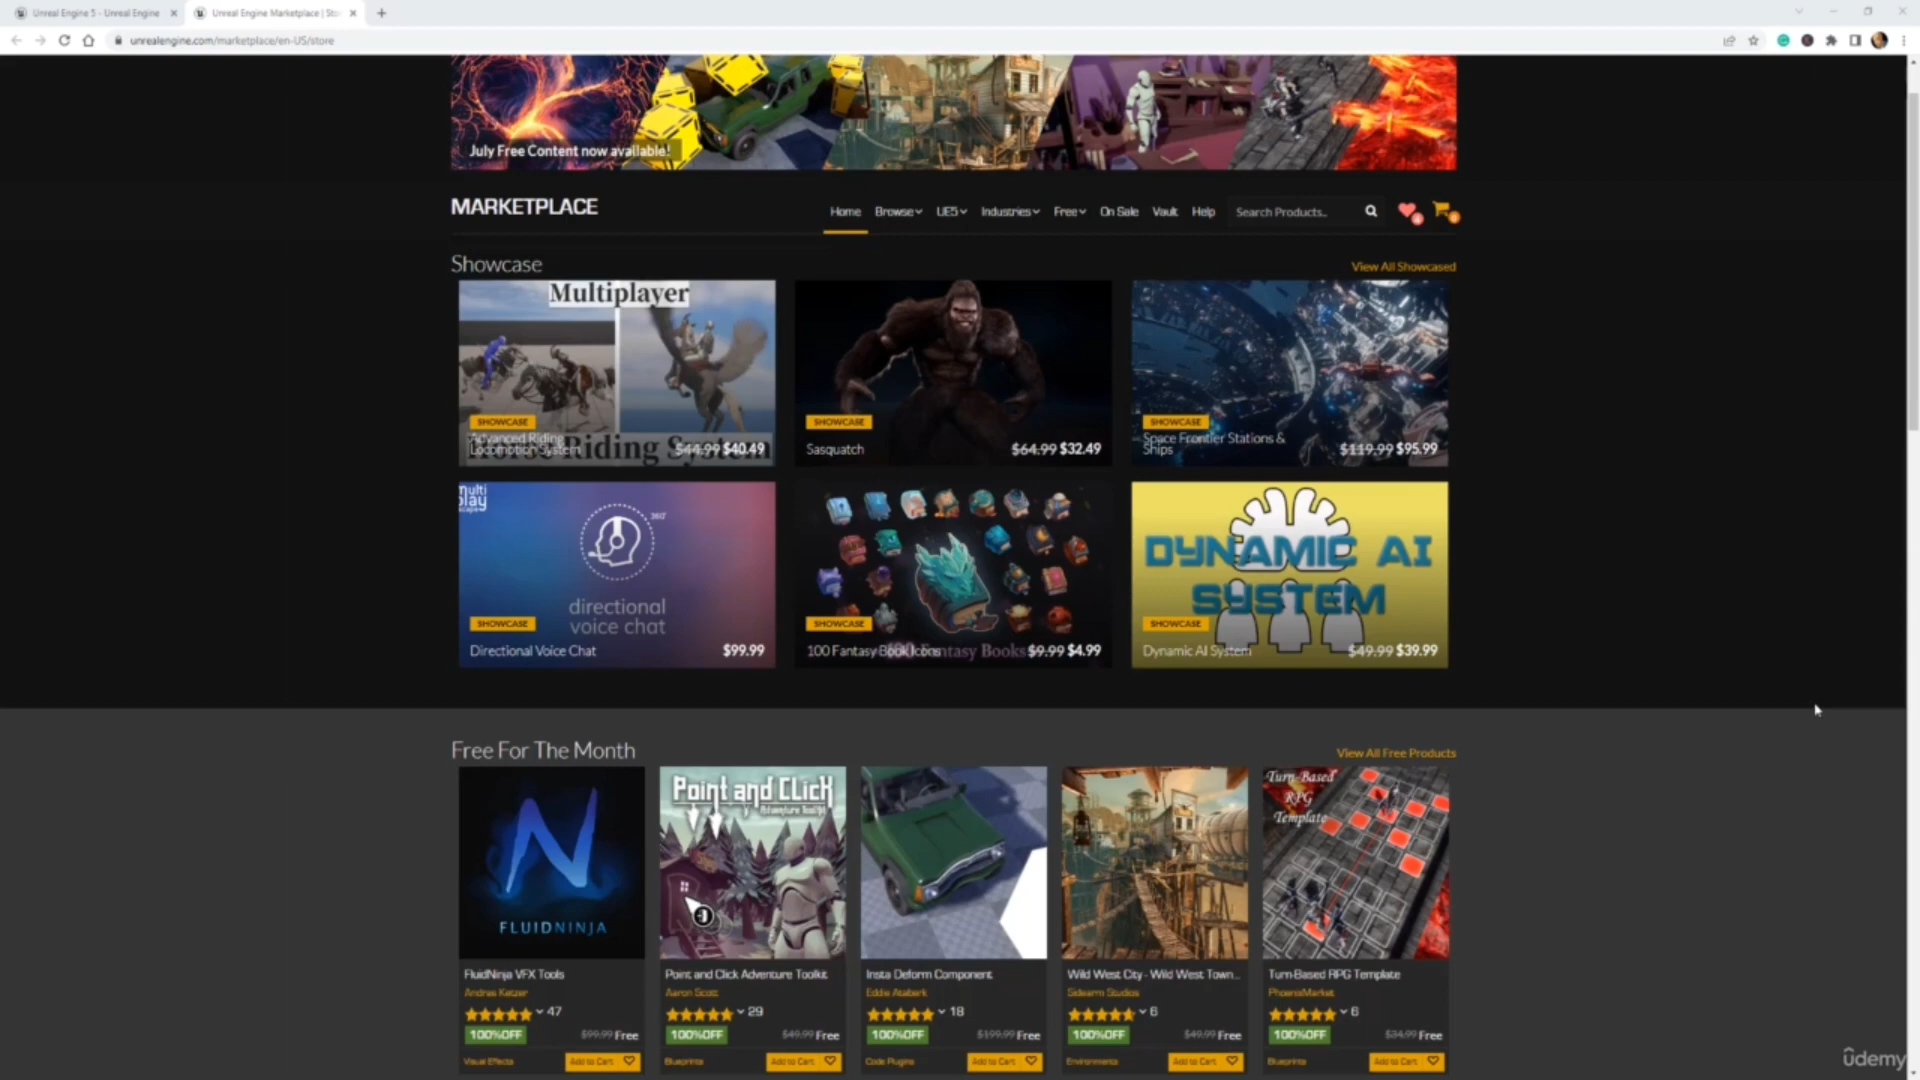 Unreal Engine 5 - Unreal Engine
Unreal Engine Marketplace | Sto
unrealengine.com/marketplace/en-US/store
July Free Content now available!
MARKETPLACE
Home Browse UE5 Industries Free On Sale Vault Help Search Products..
Showcase
View All Showcased
Multiplayer
SHOWCASE
Advanced Riding
Locomotion System
Horse Riding System
$44.99 $40.49
SHOWCASE
Sasquatch
$64.99 $32.49
SHOWCASE
Space Frontier Stations &
Ships
$119.99 $95.99
multi
play
360°
directional
voice chat
SHOWCASE
Directional Voice Chat
$99.99
SHOWCASE
100 Fantasy Book Icons
$9.99 $4.99
DYNAMIC AI
SYSTEM
SHOWCASE
Dynamic AI System
$49.99 $39.99
Free For The Month
View All Free Products
FLUIDNINJA
FluidNinja VFX Tools
Andras Ketzer
47
100%OFF
$99.99 Free
Visual Effects
Add to Cart
Point and Click
Adventure Toolkit
Point and Click Adventure Toolkit
Aaron Scott
29
100%OFF
$49.99 Free
Blueprints
Add to Cart
Insta Deform Component
Eddie Ataberk
18
100%OFF
$199.99 Free
Code Plugins
Add to Cart
Wild West City - Wild West Town...
Sidearm Studios
6
100%OFF
$49.99 Free
Environments
Add to Cart
Turn-Based
RPG
Template
Turn-Based RPG Template
PhoenixMarket
6
100%OFF
$34.99 Free
Blueprints
Add to Cart
ûdemy